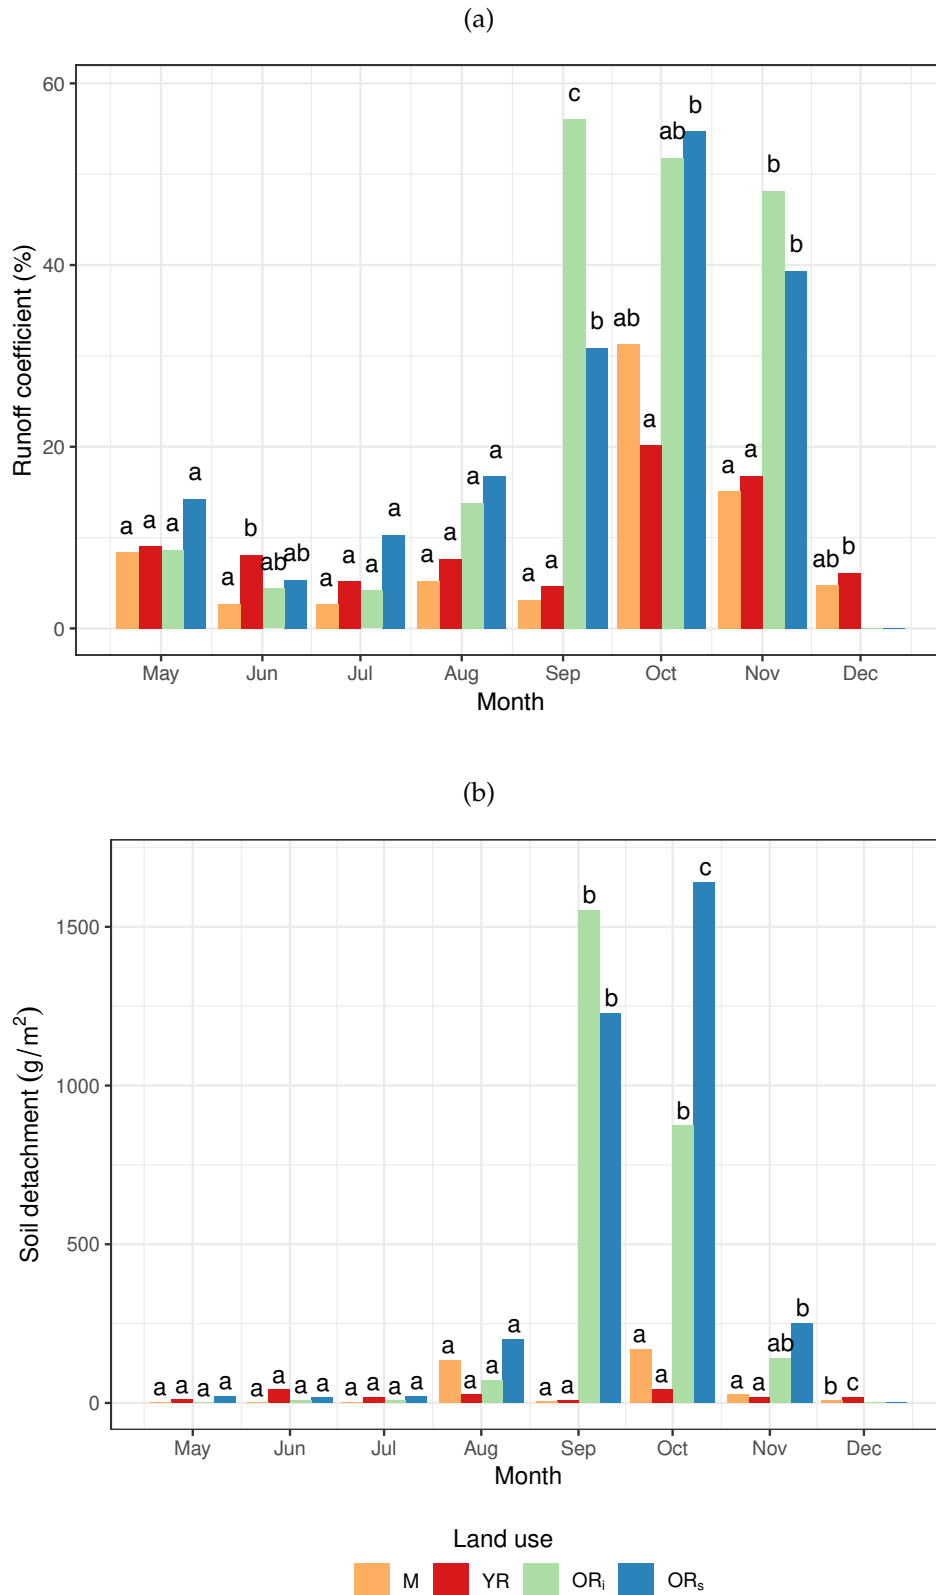 (a)
60
40
20
0
Runoff coefficient (%)
a a a a
a b ab ab
a a a a
a a a a
a a c b
ab a ab b
a a b b
ab b
May Jun Jul Aug Sep Oct Nov Dec
Month
(b)
1500
1000
500
0
Soil detachment (g/m²)
a a a a
a a a a
a a a a
a a a a
a a b b
a a b c
a a ab b
b c
May Jun Jul Aug Sep Oct Nov Dec
Month
Land use
M YR ORi ORs